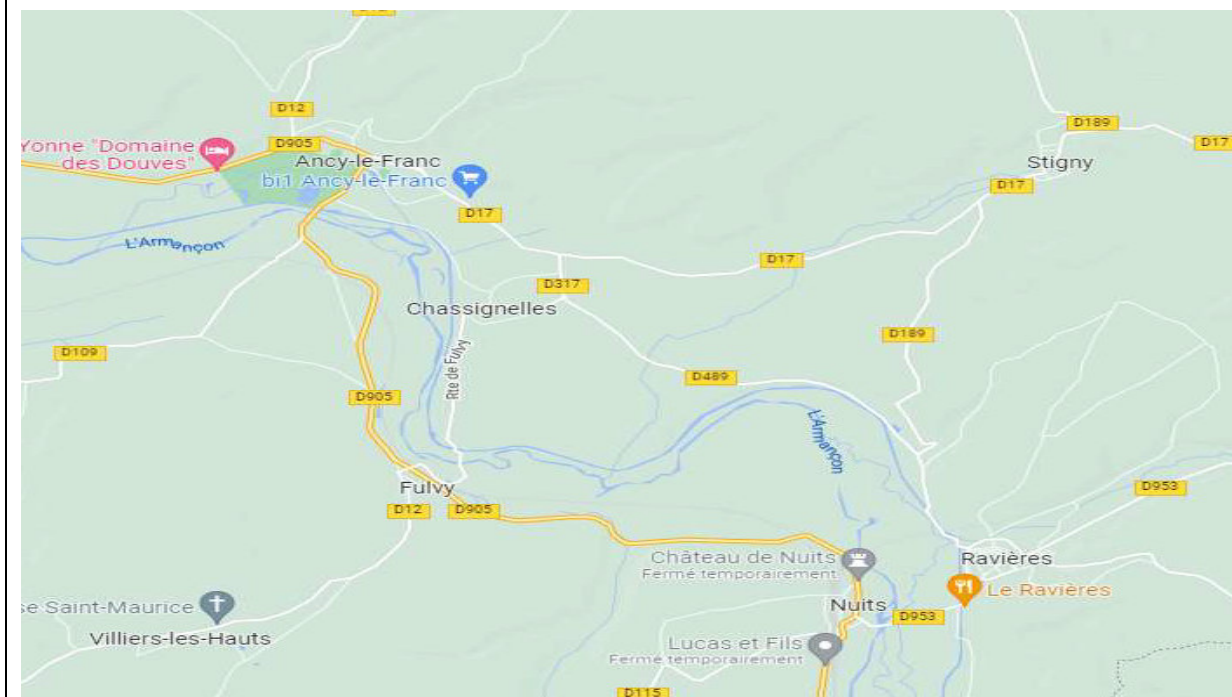 D12
D12
D189
D905
Yonne "Domaine
des Douves"
Ancy-le-Franc
D17
Stigny
bi1 Ancy-le-Franc
D17
D17
L'Armançon
D17
D317
Chassignelles
D189
D109
Rte de Fulvy
D489
D905
L'Armançon
Fulvy
D953
D12
D905
Château de Nuits
Fermé temporairement
Ravières
Le Ravières
se Saint-Maurice
Nuits
D953
Villiers-les-Hauts
Lucas et Fils
Fermé temporairement
D115